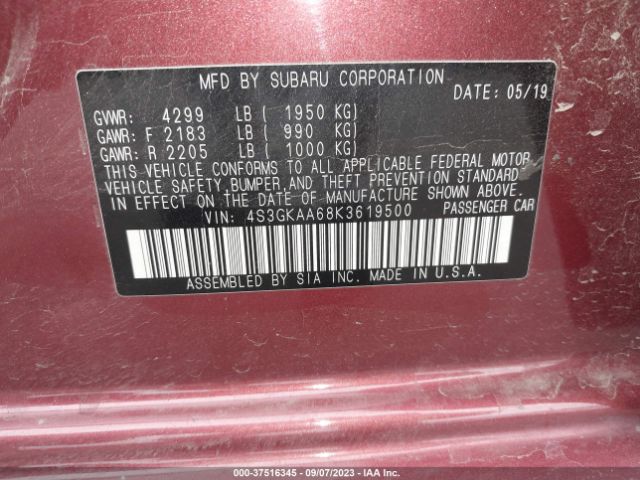 MFD BY SUBARU CORPORATION
DATE: 05/19
GVWR: 4299 LB ( 1950 KG)
GAWR: F 2183 LB ( 990 KG)
GAWR: R 2205 LB ( 1000 KG)
THIS VEHICLE CONFORMS TO ALL APPLICABLE FEDERAL MOTOR
VEHICLE SAFETY, BUMPER, AND THEFT PREVENTION STANDARD
IN EFFECT ON THE DATE OF MANUFACTURE SHOWN ABOVE.
VIN: 4S3GKAA68K3619500 PASSENGER CAR
ASSEMBLED BY SIA INC. MADE IN U.S.A.
000-37516345 - 09/07/2023 - IAA Inc.